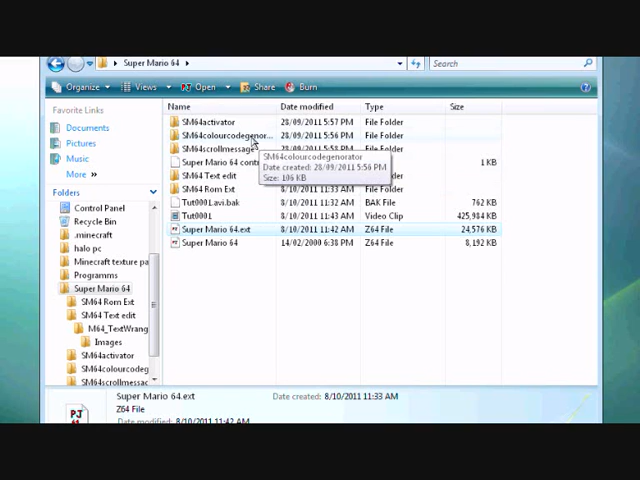 Super Mario 64
Search
Organize Views Open Share Burn
Favorite Links
Documents
Pictures
Music
More »
Folders
Control Panel
Recycle Bin
.minecraft
halo pc
Minecraft texture pa
Programms
Super Mario 64
SM64 Rom Ext
SM64 Text edit
M64_TextWrang
Images
SM64activator
SM64colourcodeg
SM64scrollmessag
Name Date modified Type Size
SM64activator 28/09/2011 5:57 PM File Folder
SM64colourcodegenor... 28/09/2011 5:56 PM File Folder
SM64scrollmessage 28/09/2011 5:58 PM File Folder
Super Mario 64 cont 1 KB
SM64 Text edit
SM64 Rom Ext 8/10/2011 11:33 AM File Folder
Tut0001.avi.bak 8/10/2011 11:32 AM BAK File 762 KB
Tut0001 8/10/2011 11:43 AM Video Clip 425,984 KB
Super Mario 64.ext 8/10/2011 11:42 AM Z64 File 24,576 KB
Super Mario 64 14/02/2000 6:38 PM Z64 File 8,192 KB
SM64colourcodegenorator
Date created: 28/09/2011 5:56 PM
Size: 106 KB
Super Mario 64.ext Date created: 8/10/2011 11:33 AM
Z64 File
Date modified: 8/10/2011 11:42 AM
PJ